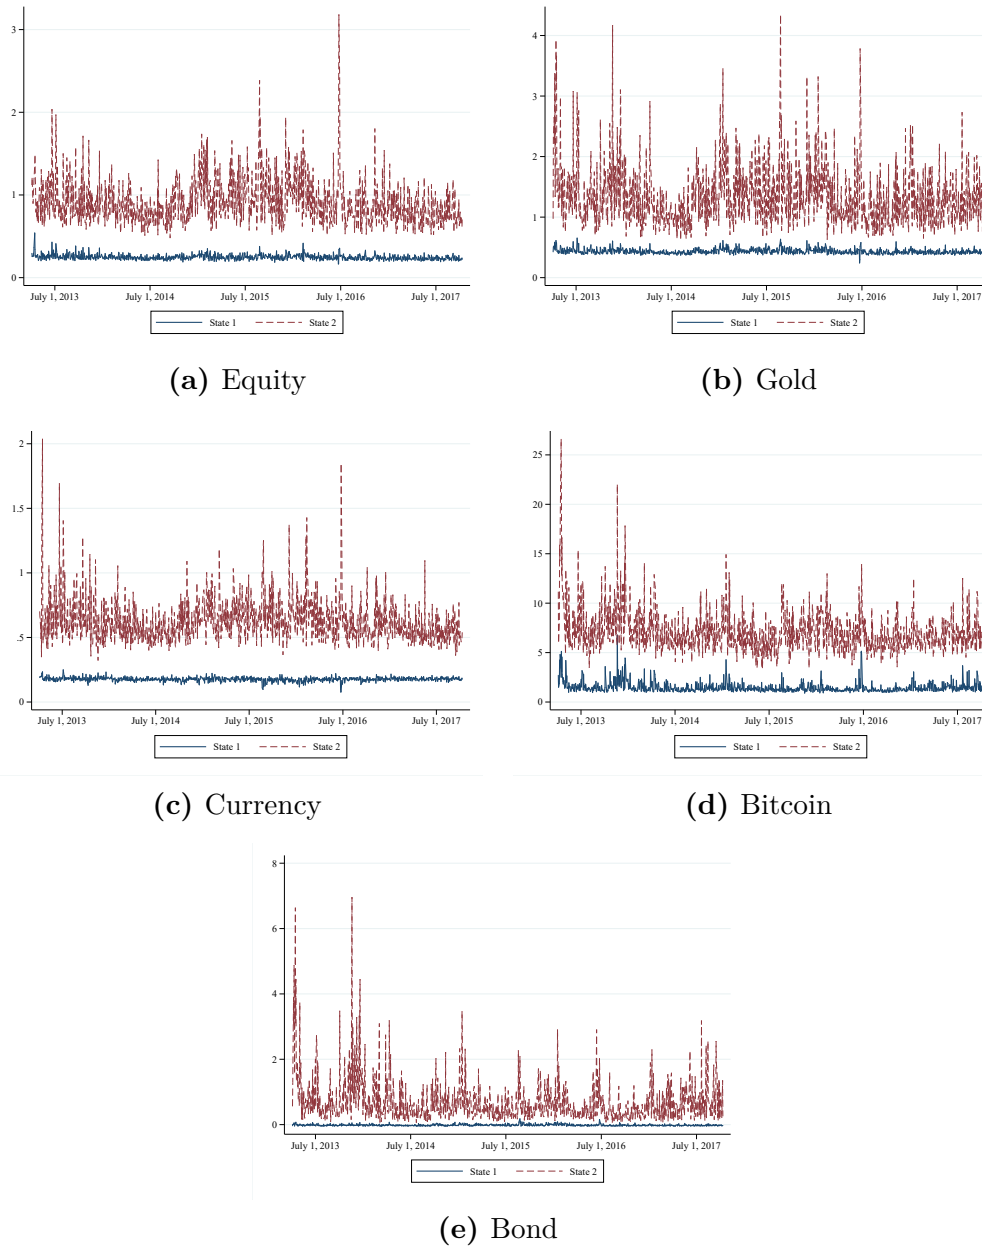 3
2
1
0
July 1, 2013 July 1, 2014 July 1, 2015 July 1, 2016 July 1, 2017
State 1 State 2
(a) Equity
4
3
2
1
0
July 1, 2013 July 1, 2014 July 1, 2015 July 1, 2016 July 1, 2017
State 1 State 2
(b) Gold
2
1.5
1
.5
0
July 1, 2013 July 1, 2014 July 1, 2015 July 1, 2016 July 1, 2017
State 1 State 2
(c) Currency
25
20
15
10
5
0
July 1, 2013 July 1, 2014 July 1, 2015 July 1, 2016 July 1, 2017
State 1 State 2
(d) Bitcoin
8
6
4
2
0
July 1, 2013 July 1, 2014 July 1, 2015 July 1, 2016 July 1, 2017
State 1 State 2
(e) Bond